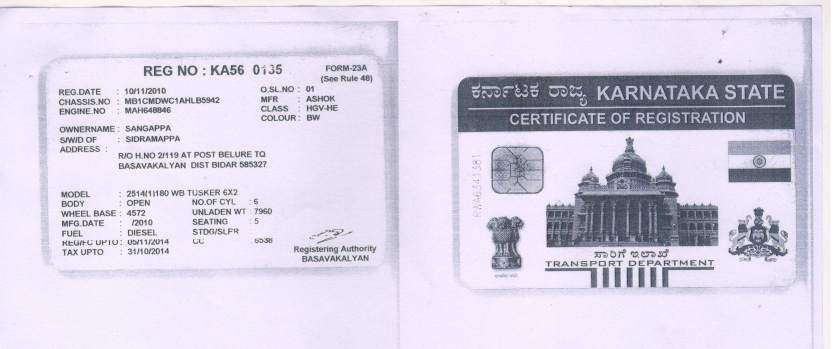 REG NO : KA56 0135
FORM-23A
(See Rule 48)
REG.DATE : 10/11/2010
O.SL.NO : 01
CHASSIS.NO : MB1CMDWC1AHLB5942
MFR : ASHOK
ENGINE.NO : MAH648846
CLASS : HGV-HE
COLOUR : BW
OWNERNAME : SANGAPPA
S/W/D OF : SIDRAMAPPA
ADDRESS :
R/O H.NO 2/119 AT POST BELURE TQ
BASAVAKALYAN DIST BIDAR 585327
MODEL : 2514(1)180 WB TUSKER 6X2
BODY : OPEN NO.OF CYL : 6
WHEEL BASE : 4572 UNLADEN WT : 7960
MFG.DATE : /2010 SEATING : 5
FUEL : DIESEL STDG/SLPR
REG/FC UPTO : 05/11/2014 CC : 6538
TAX UPTO : 31/10/2014
Registering Authority
BASAVAKALYAN
ಕರ್ನಾಟಕ ರಾಜ್ಯ KARNATAKA STATE
CERTIFICATE OF REGISTRATION
RWA6341381
ಸಾರಿಗೆ ಇಲಾಖೆ
TRANSPORT DEPARTMENT